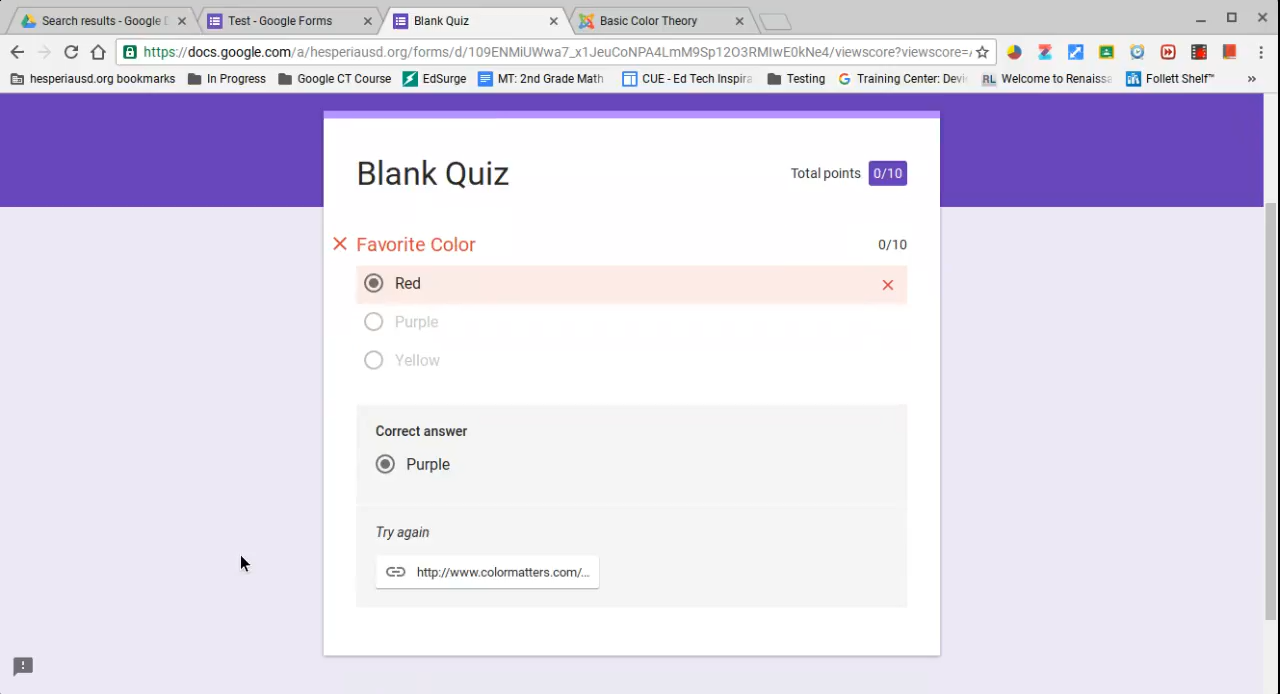 Search results - Google
Test - Google Forms
Blank Quiz
Basic Color Theory
https://docs.google.com/a/hesperiausd.org/forms/d/109ENMiUWwa7_x1JeuCoNPA4LmM9Sp12O3RMIwE0kNe4/viewscore?viewscore=
hesperiausd.org bookmarks
In Progress
Google CT Course
EdSurge
MT: 2nd Grade Math
CUE - Ed Tech Inspira
Testing
Training Center: Devic
RL Welcome to Renaissa
Follett Shelf™
»
Blank Quiz
Total points 0/10
Favorite Color 0/10
Red
Purple
Yellow
Correct answer
Purple
Try again
http://www.colormatters.com/...